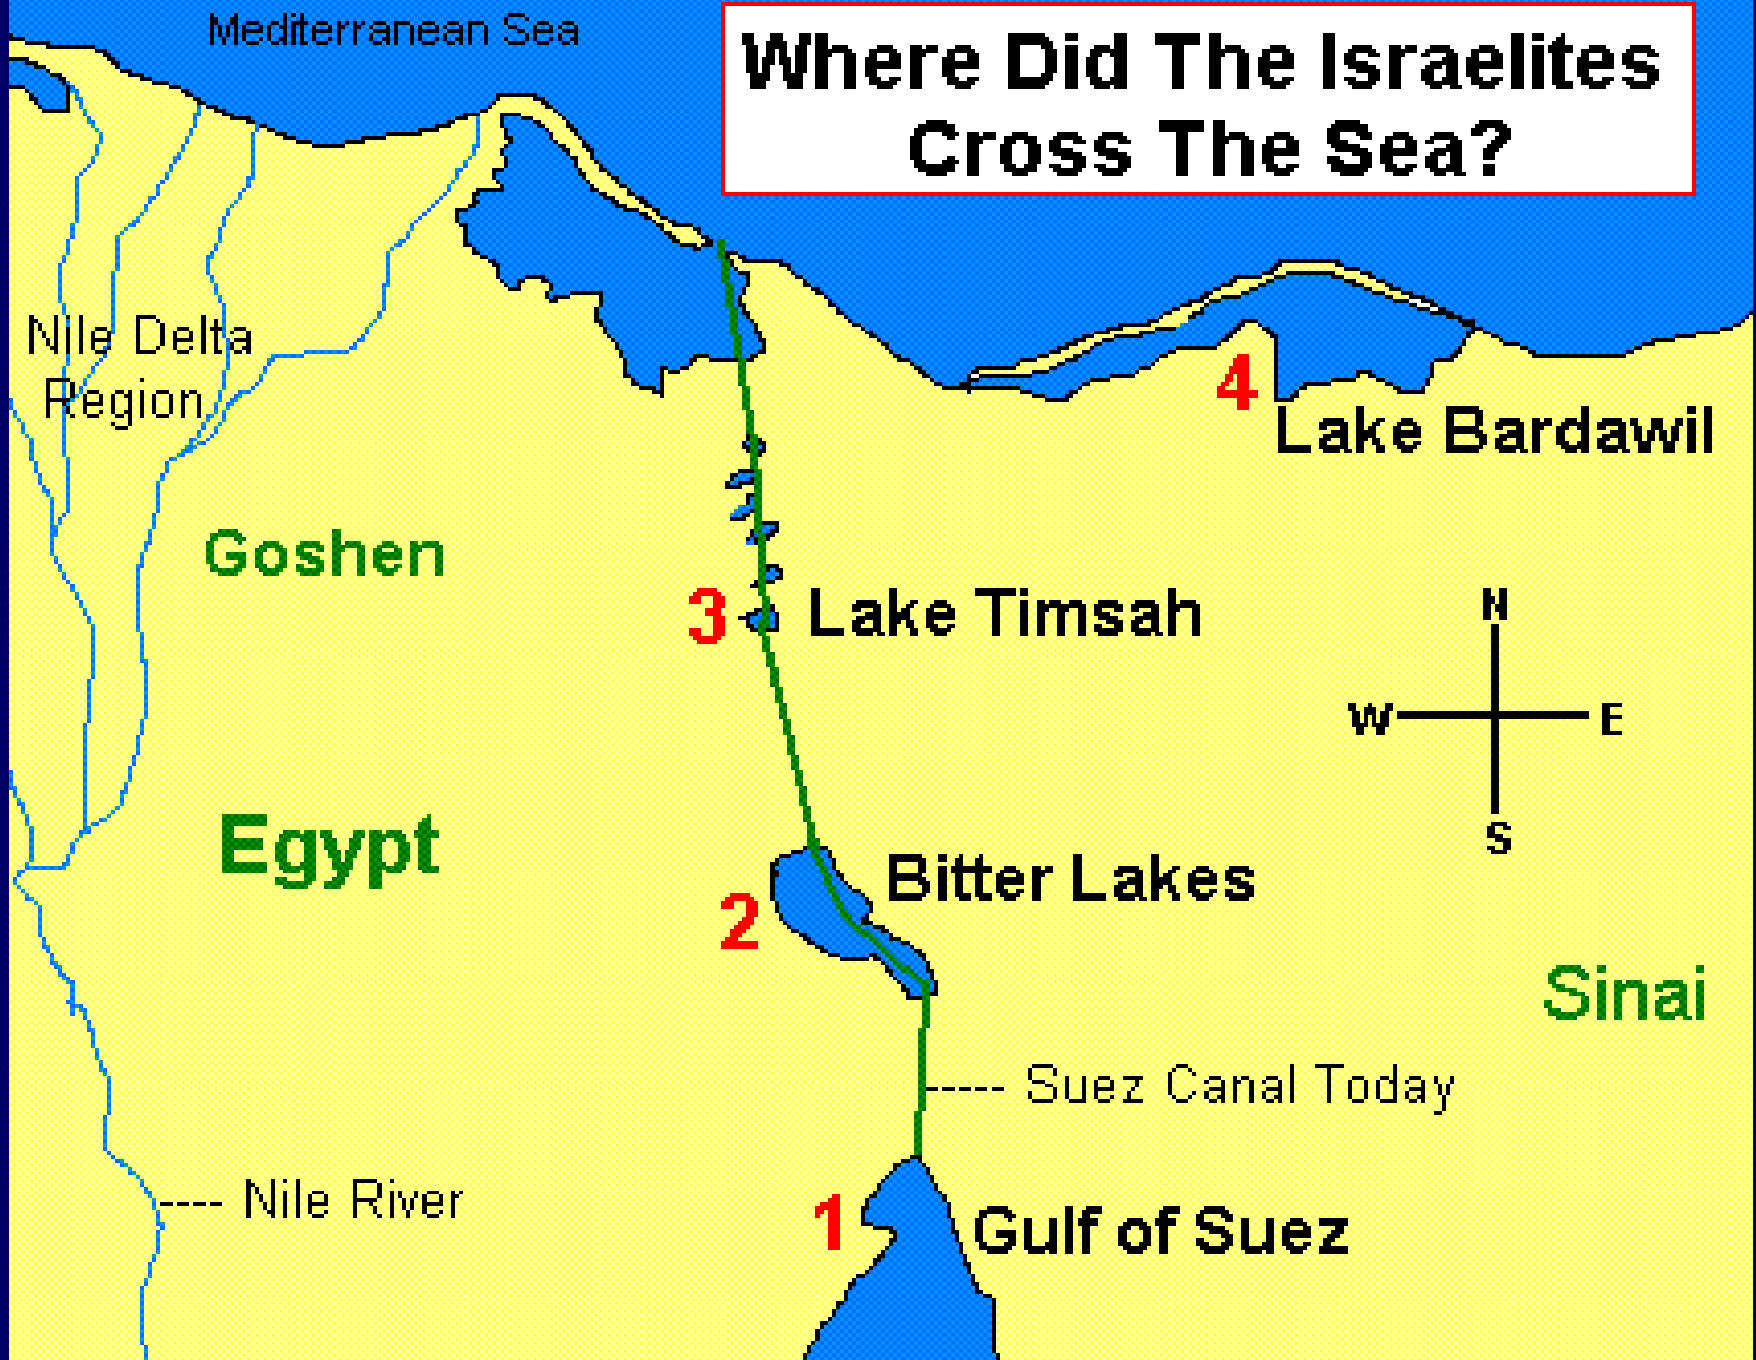 Mediterranean Sea
Where Did The Israelites
Cross The Sea?
Nile Delta
Region
4
Lake Bardawil
Goshen
3
Lake Timsah
N
W
E
S
Egypt
Bitter Lakes
2
Sinai
----- Suez Canal Today
---- Nile River
1
Gulf of Suez